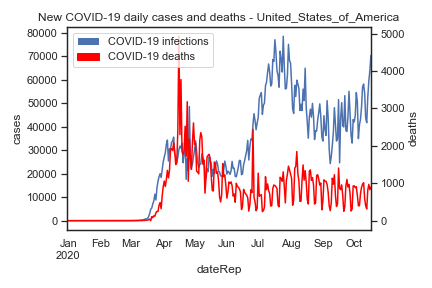 New COVID-19 daily cases and deaths - United_States_of_America
COVID-19 infections
COVID-19 deaths
80000
70000
60000
50000
40000
30000
20000
10000
0
cases
5000
4000
3000
2000
1000
0
deaths
Jan Feb Mar Apr May Jun Jul Aug Sep Oct
2020
dateRep